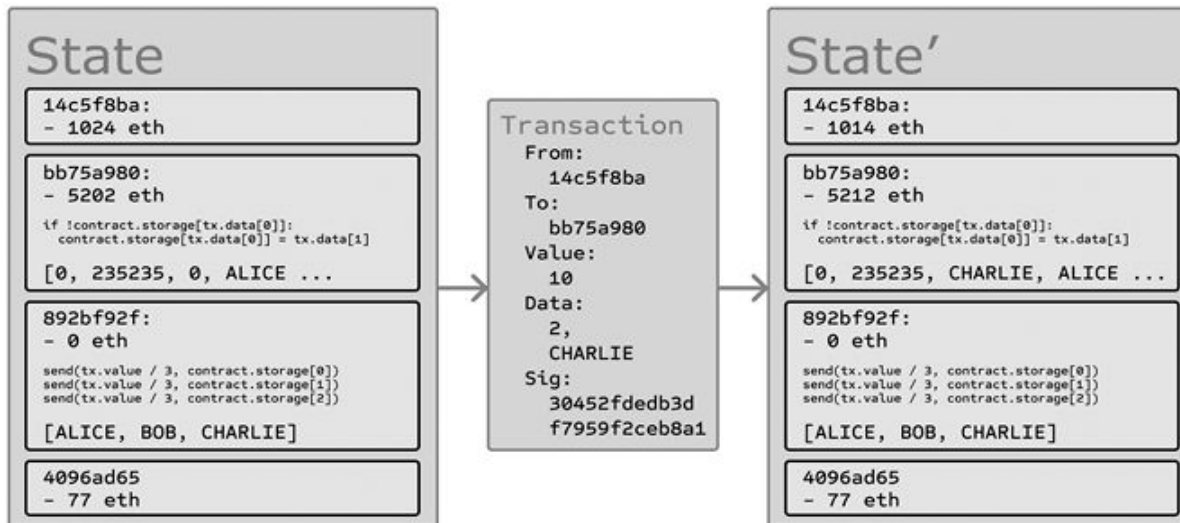 State
14c5f8ba:
- 1024 eth
bb75a980:
- 5202 eth
if !contract.storage[tx.data[0]]:
contract.storage[tx.data[0]] = tx.data[1]
[0, 235235, 0, ALICE ...
892bf92f:
- 0 eth
send(tx.value / 3, contract.storage[0])
send(tx.value / 3, contract.storage[1])
send(tx.value / 3, contract.storage[2])
[ALICE, BOB, CHARLIE]
4096ad65
- 77 eth
Transaction
From:
14c5f8ba
To:
bb75a980
Value:
10
Data:
2,
CHARLIE
Sig:
30452fdedb3d
f7959f2ceb8a1
State′
14c5f8ba:
- 1014 eth
bb75a980:
- 5212 eth
if !contract.storage[tx.data[0]]:
contract.storage[tx.data[0]] = tx.data[1]
[0, 235235, CHARLIE, ALICE ...
892bf92f:
- 0 eth
send(tx.value / 3, contract.storage[0])
send(tx.value / 3, contract.storage[1])
send(tx.value / 3, contract.storage[2])
[ALICE, BOB, CHARLIE]
4096ad65
- 77 eth